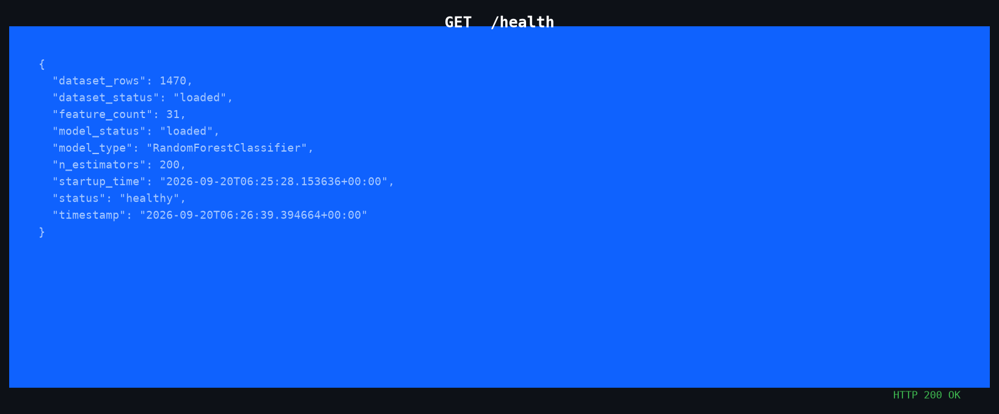 GET  /health
{
  "dataset_rows": 1470,
  "dataset_status": "loaded",
  "feature_count": 31,
  "model_status": "loaded",
  "model_type": "RandomForestClassifier",
  "n_estimators": 200,
  "startup_time": "2026-09-20T06:25:28.153636+00:00",
  "status": "healthy",
  "timestamp": "2026-09-20T06:26:39.394664+00:00"
}
HTTP 200 OK